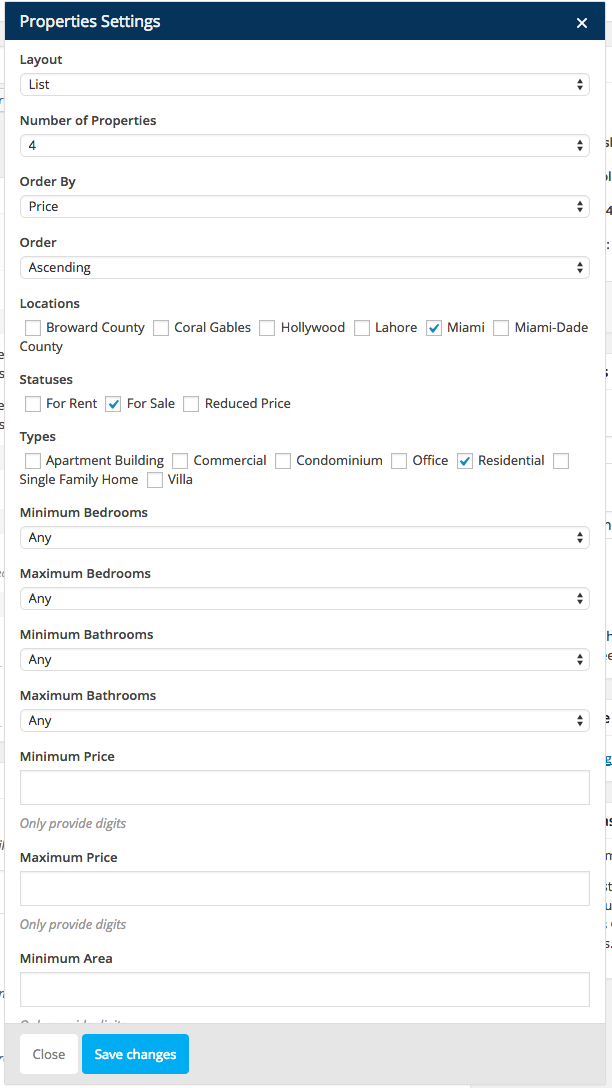 Properties Settings ×
Layout
List
Number of Properties
4
Order By
Price
Order
Ascending
Locations
Broward County Coral Gables Hollywood Lahore Miami Miami-Dade
County
Statuses
For Rent For Sale Reduced Price
Types
Apartment Building Commercial Condominium Office Residential
Single Family Home Villa
Minimum Bedrooms
Any
Maximum Bedrooms
Any
Minimum Bathrooms
Any
Maximum Bathrooms
Any
Minimum Price
Only provide digits
Maximum Price
Only provide digits
Minimum Area
Close Save changes